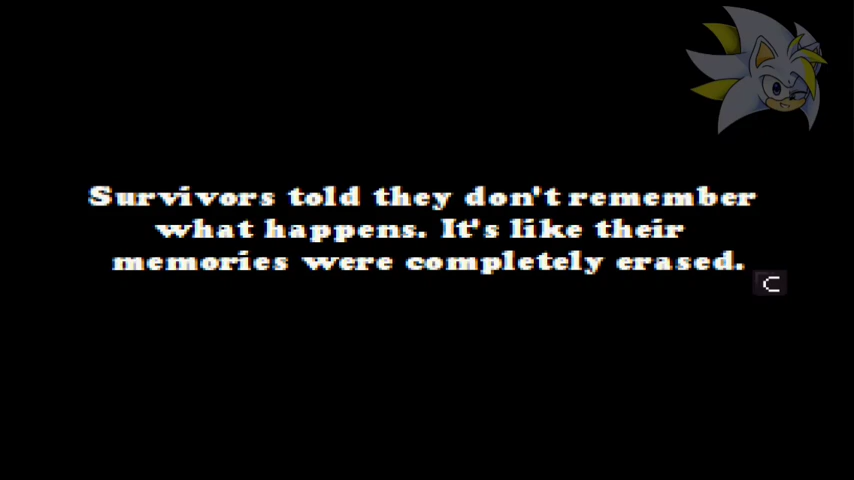 Survivors told they don't remember
what happens. It's like their
memories were completely erased.
C